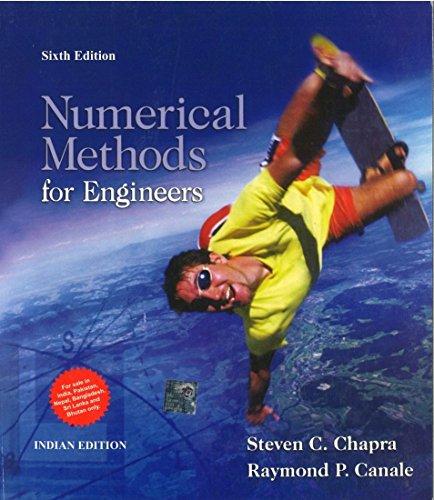 Sixth Edition
Numerical
Methods
for Engineers
For sale in
India, Pakistan,
Nepal, Bangladesh,
Sri Lanka and
Bhutan only.
INDIAN EDITION
Steven C. Chapra
Raymond P. Canale